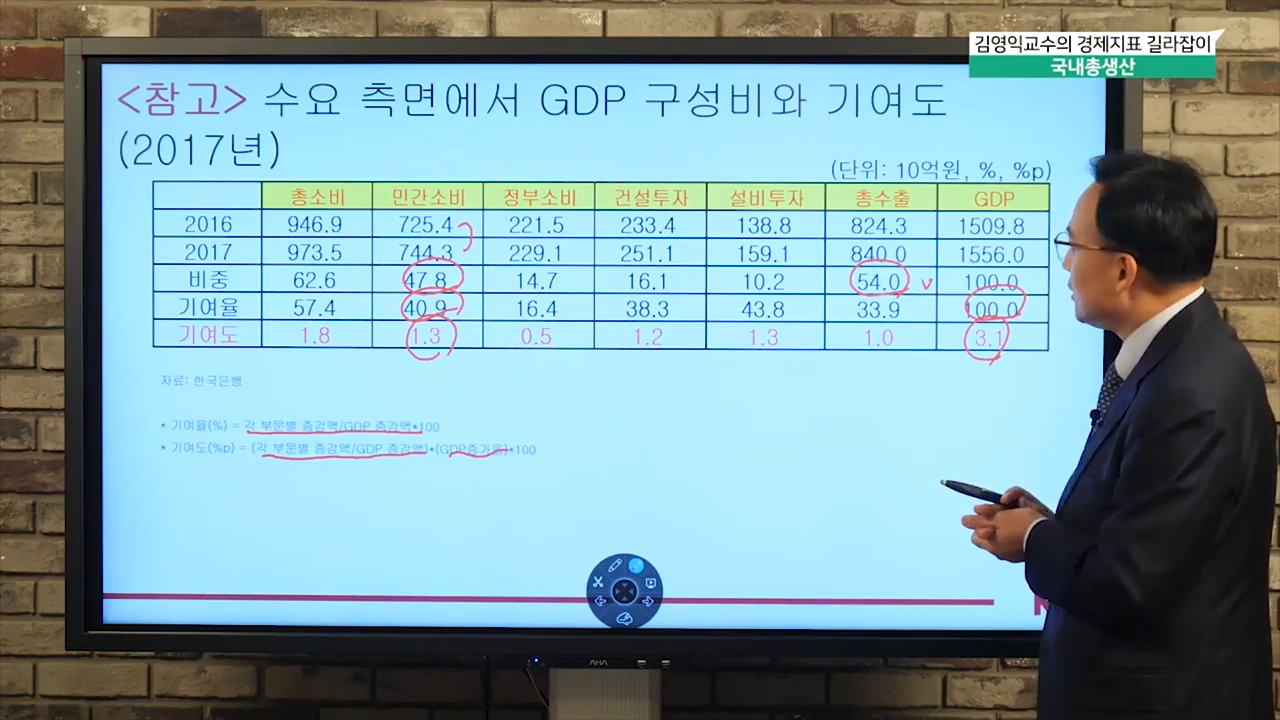 김영익교수의 경제지표 길라잡이
국내총생산
<참고> 수요 측면에서 GDP 구성비와 기여도
(2017년)
(단위: 10억원, %, %p)
총소비 민간소비 정부소비 건설투자 설비투자 총수출 GDP
2016 946.9 725.4 221.5 233.4 138.8 824.3 1509.8
2017 973.5 744.3 229.1 251.1 159.1 840.0 1556.0
비중 62.6 47.8 14.7 16.1 10.2 54.0 100.0
기여율 57.4 40.9 16.4 38.3 43.8 33.9 100.0
기여도 1.8 1.3 0.5 1.2 1.3 1.0 3.1
자료: 한국은행
* 기여율(%) = 각 부문별 증감액/GDP 증감액*100
* 기여도(%p) = (각 부문별 증감액/GDP 증감액)*(GDP증가율)*100
AHA